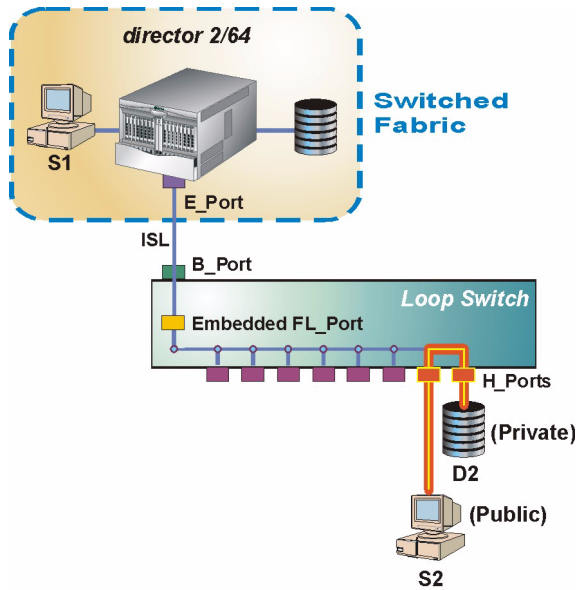 director 2/64
Switched
Fabric
S1
E_Port
ISL
B_Port
Loop Switch
Embedded FL_Port
H_Ports
(Private)
D2
(Public)
S2